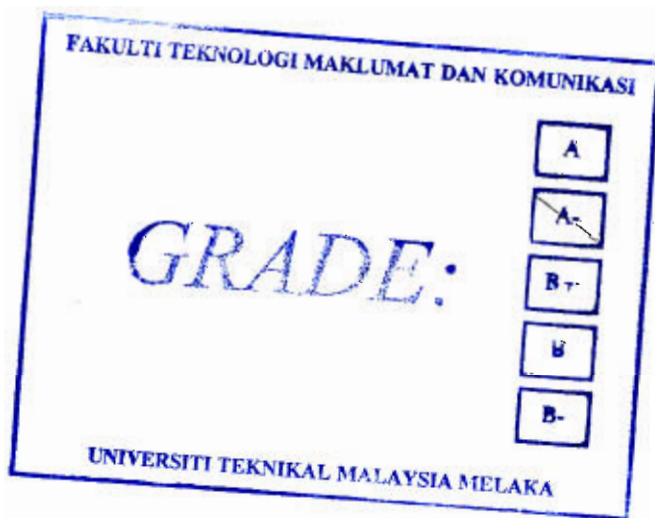 FAKULTI TEKNOLOGI MAKLUMAT DAN KOMUNIKASI
A
A-
GRADE:
B+
B
B-
UNIVERSITI TEKNIKAL MALAYSIA MELAKA